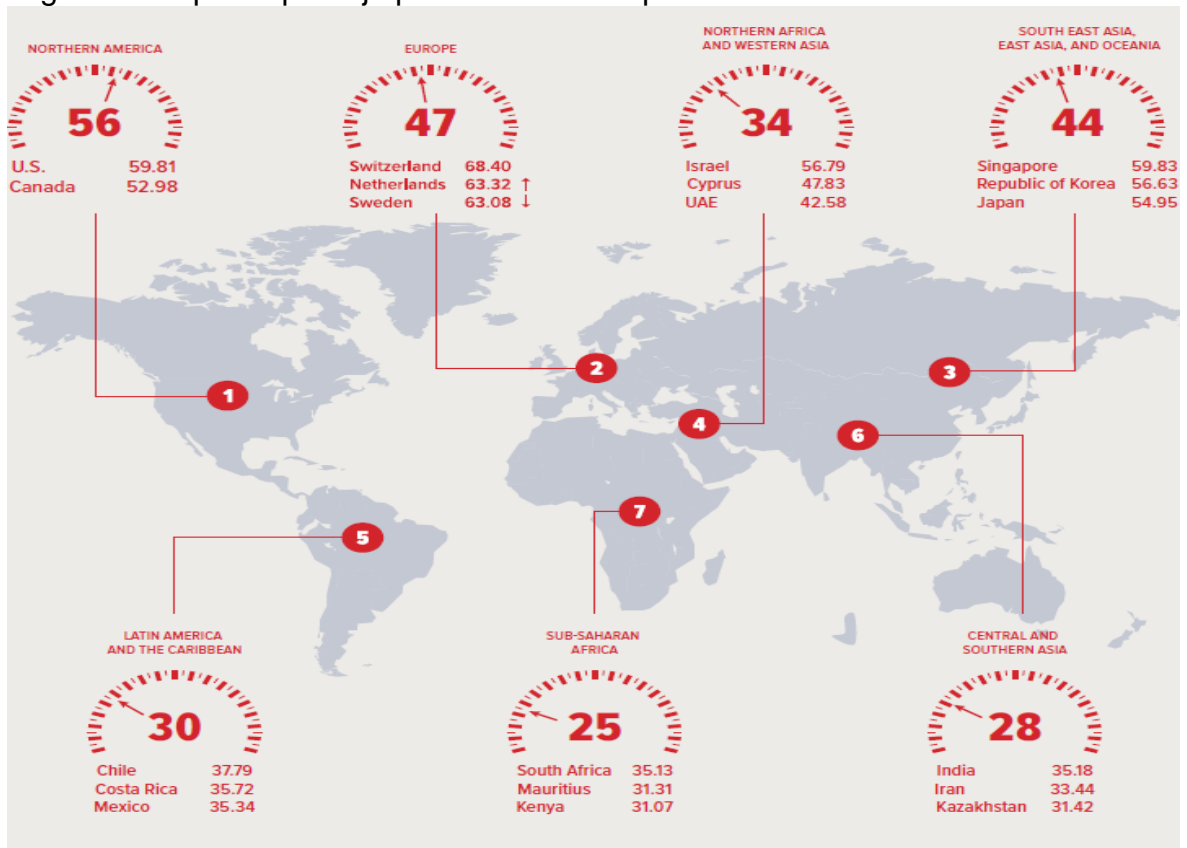 NORTHERN AMERICA
56
U.S. 59.81
Canada 52.98
EUROPE
47
Switzerland 68.40
Netherlands 63.32 ↑
Sweden 63.08 ↓
NORTHERN AFRICA
AND WESTERN ASIA
34
Israel 56.79
Cyprus 47.83
UAE 42.58
SOUTH EAST ASIA,
EAST ASIA, AND OCEANIA
44
Singapore 59.83
Republic of Korea 56.63
Japan 54.95
1
2
3
4
6
7
5
LATIN AMERICA
AND THE CARIBBEAN
30
Chile 37.79
Costa Rica 35.72
Mexico 35.34
SUB-SAHARAN
AFRICA
25
South Africa 35.13
Mauritius 31.31
Kenya 31.07
CENTRAL AND
SOUTHERN ASIA
28
India 35.18
Iran 33.44
Kazakhstan 31.42